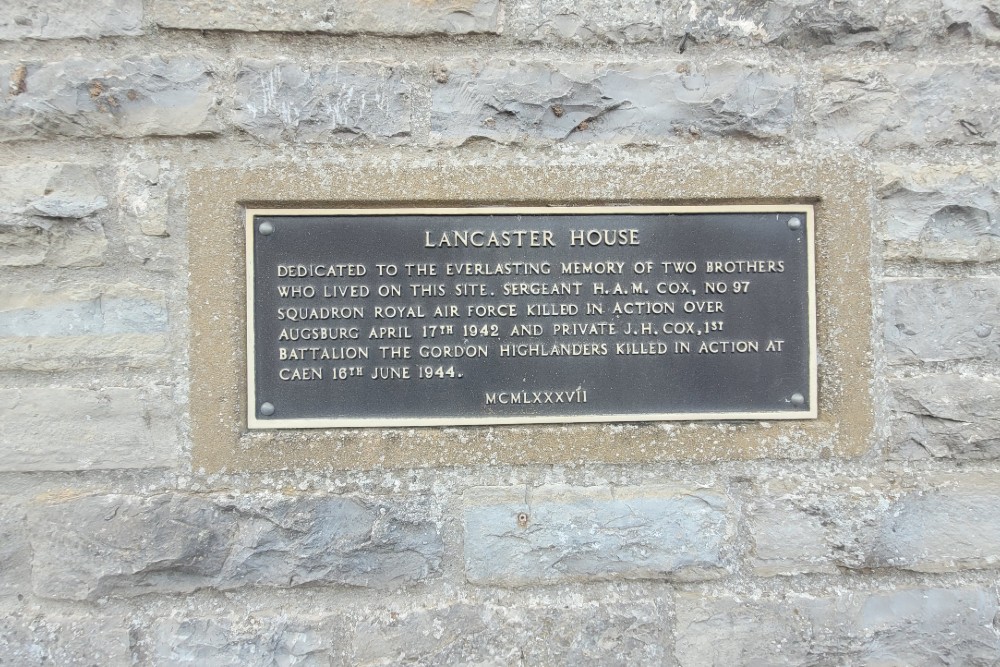 LANCASTER HOUSE
DEDICATED TO THE EVERLASTING MEMORY OF TWO BROTHERS
WHO LIVED ON THIS SITE. SERGEANT H.A.M. COX, NO 97
SQUADRON ROYAL AIR FORCE KILLED IN ACTION OVER
AUGSBURG APRIL 17TH 1942 AND PRIVATE J.H. COX, 1ST
BATTALION THE GORDON HIGHLANDERS KILLED IN ACTION AT
CAEN 16TH JUNE 1944.
MCMLXXXVII